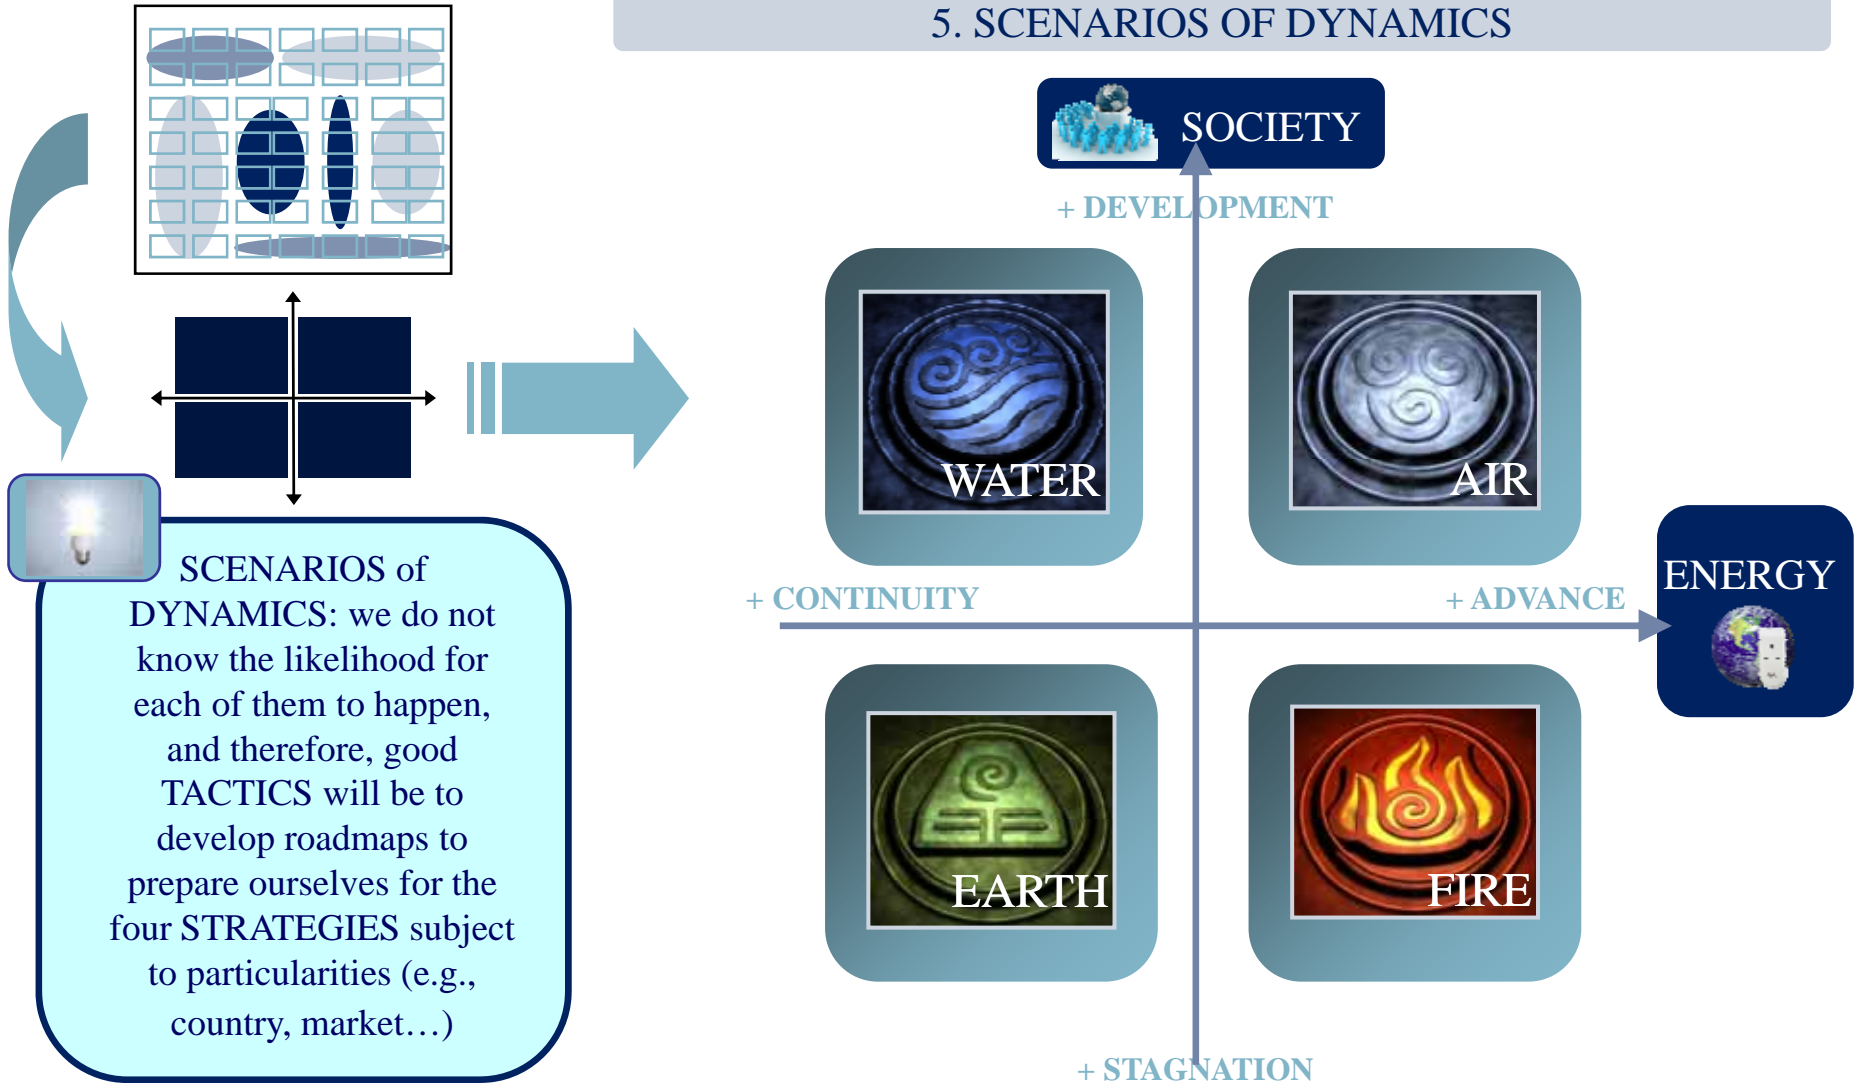 5. SCENARIOS OF DYNAMICS
SOCIETY
+ DEVELOPMENT
WATER
AIR
+ CONTINUITY
+ ADVANCE
ENERGY
EARTH
FIRE
+ STAGNATION
SCENARIOS of
DYNAMICS: we do not
know the likelihood for
each of them to happen,
and therefore, good
TACTICS will be to
develop roadmaps to
prepare ourselves for the
four STRATEGIES subject
to particularities (e.g.,
country, market…)